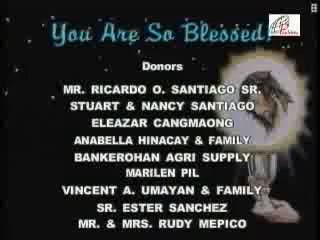 You Are So Blessed!
Donors
MR. RICARDO O. SANTIAGO SR.
STUART & NANCY SANTIAGO
ELEAZAR CANGMAONG
ANABELLA HINACAY & FAMILY
BANKEROHAN AGRI SUPPLY
MARILEN PIL
VINCENT A. UMAYAN & FAMILY
SR. ESTER SANCHEZ
MR. & MRS. RUDY MEPICO